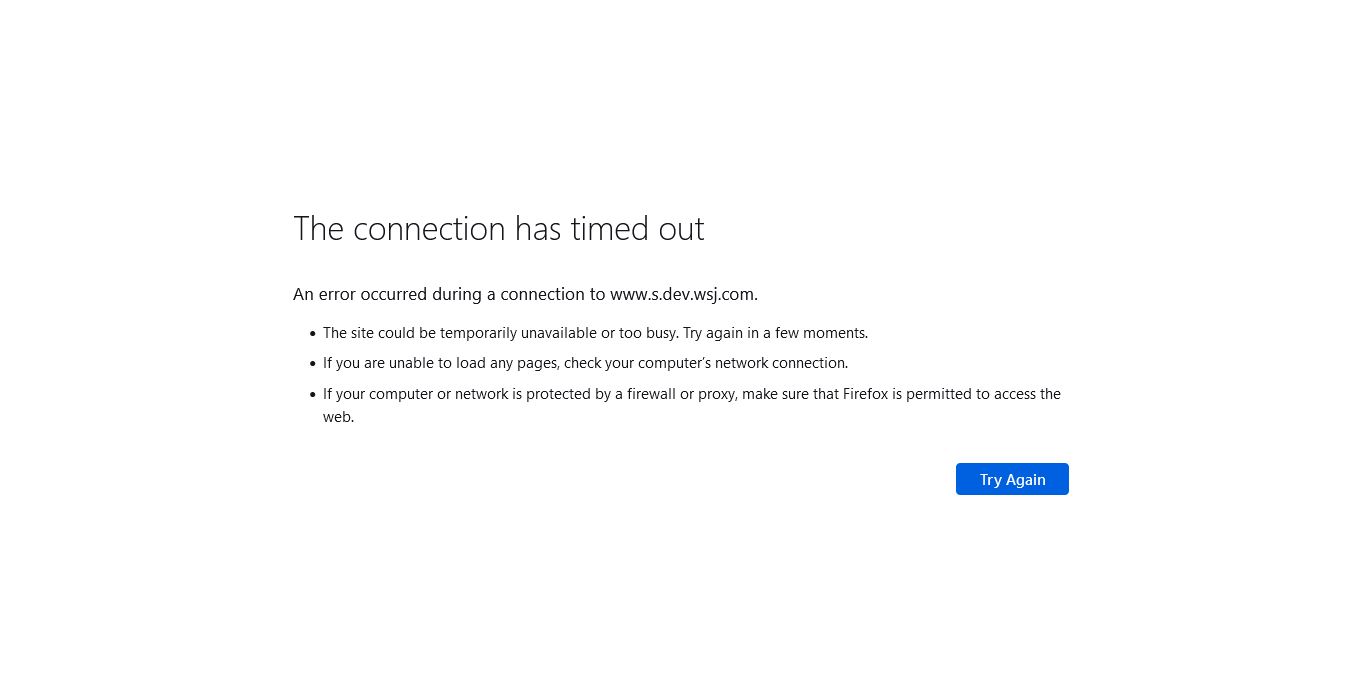 The connection has timed out
An error occurred during a connection to www.s.dev.wsj.com.
• The site could be temporarily unavailable or too busy. Try again in a few moments.
• If you are unable to load any pages, check your computer’s network connection.
• If your computer or network is protected by a firewall or proxy, make sure that Firefox is permitted to access the
web.
Try Again